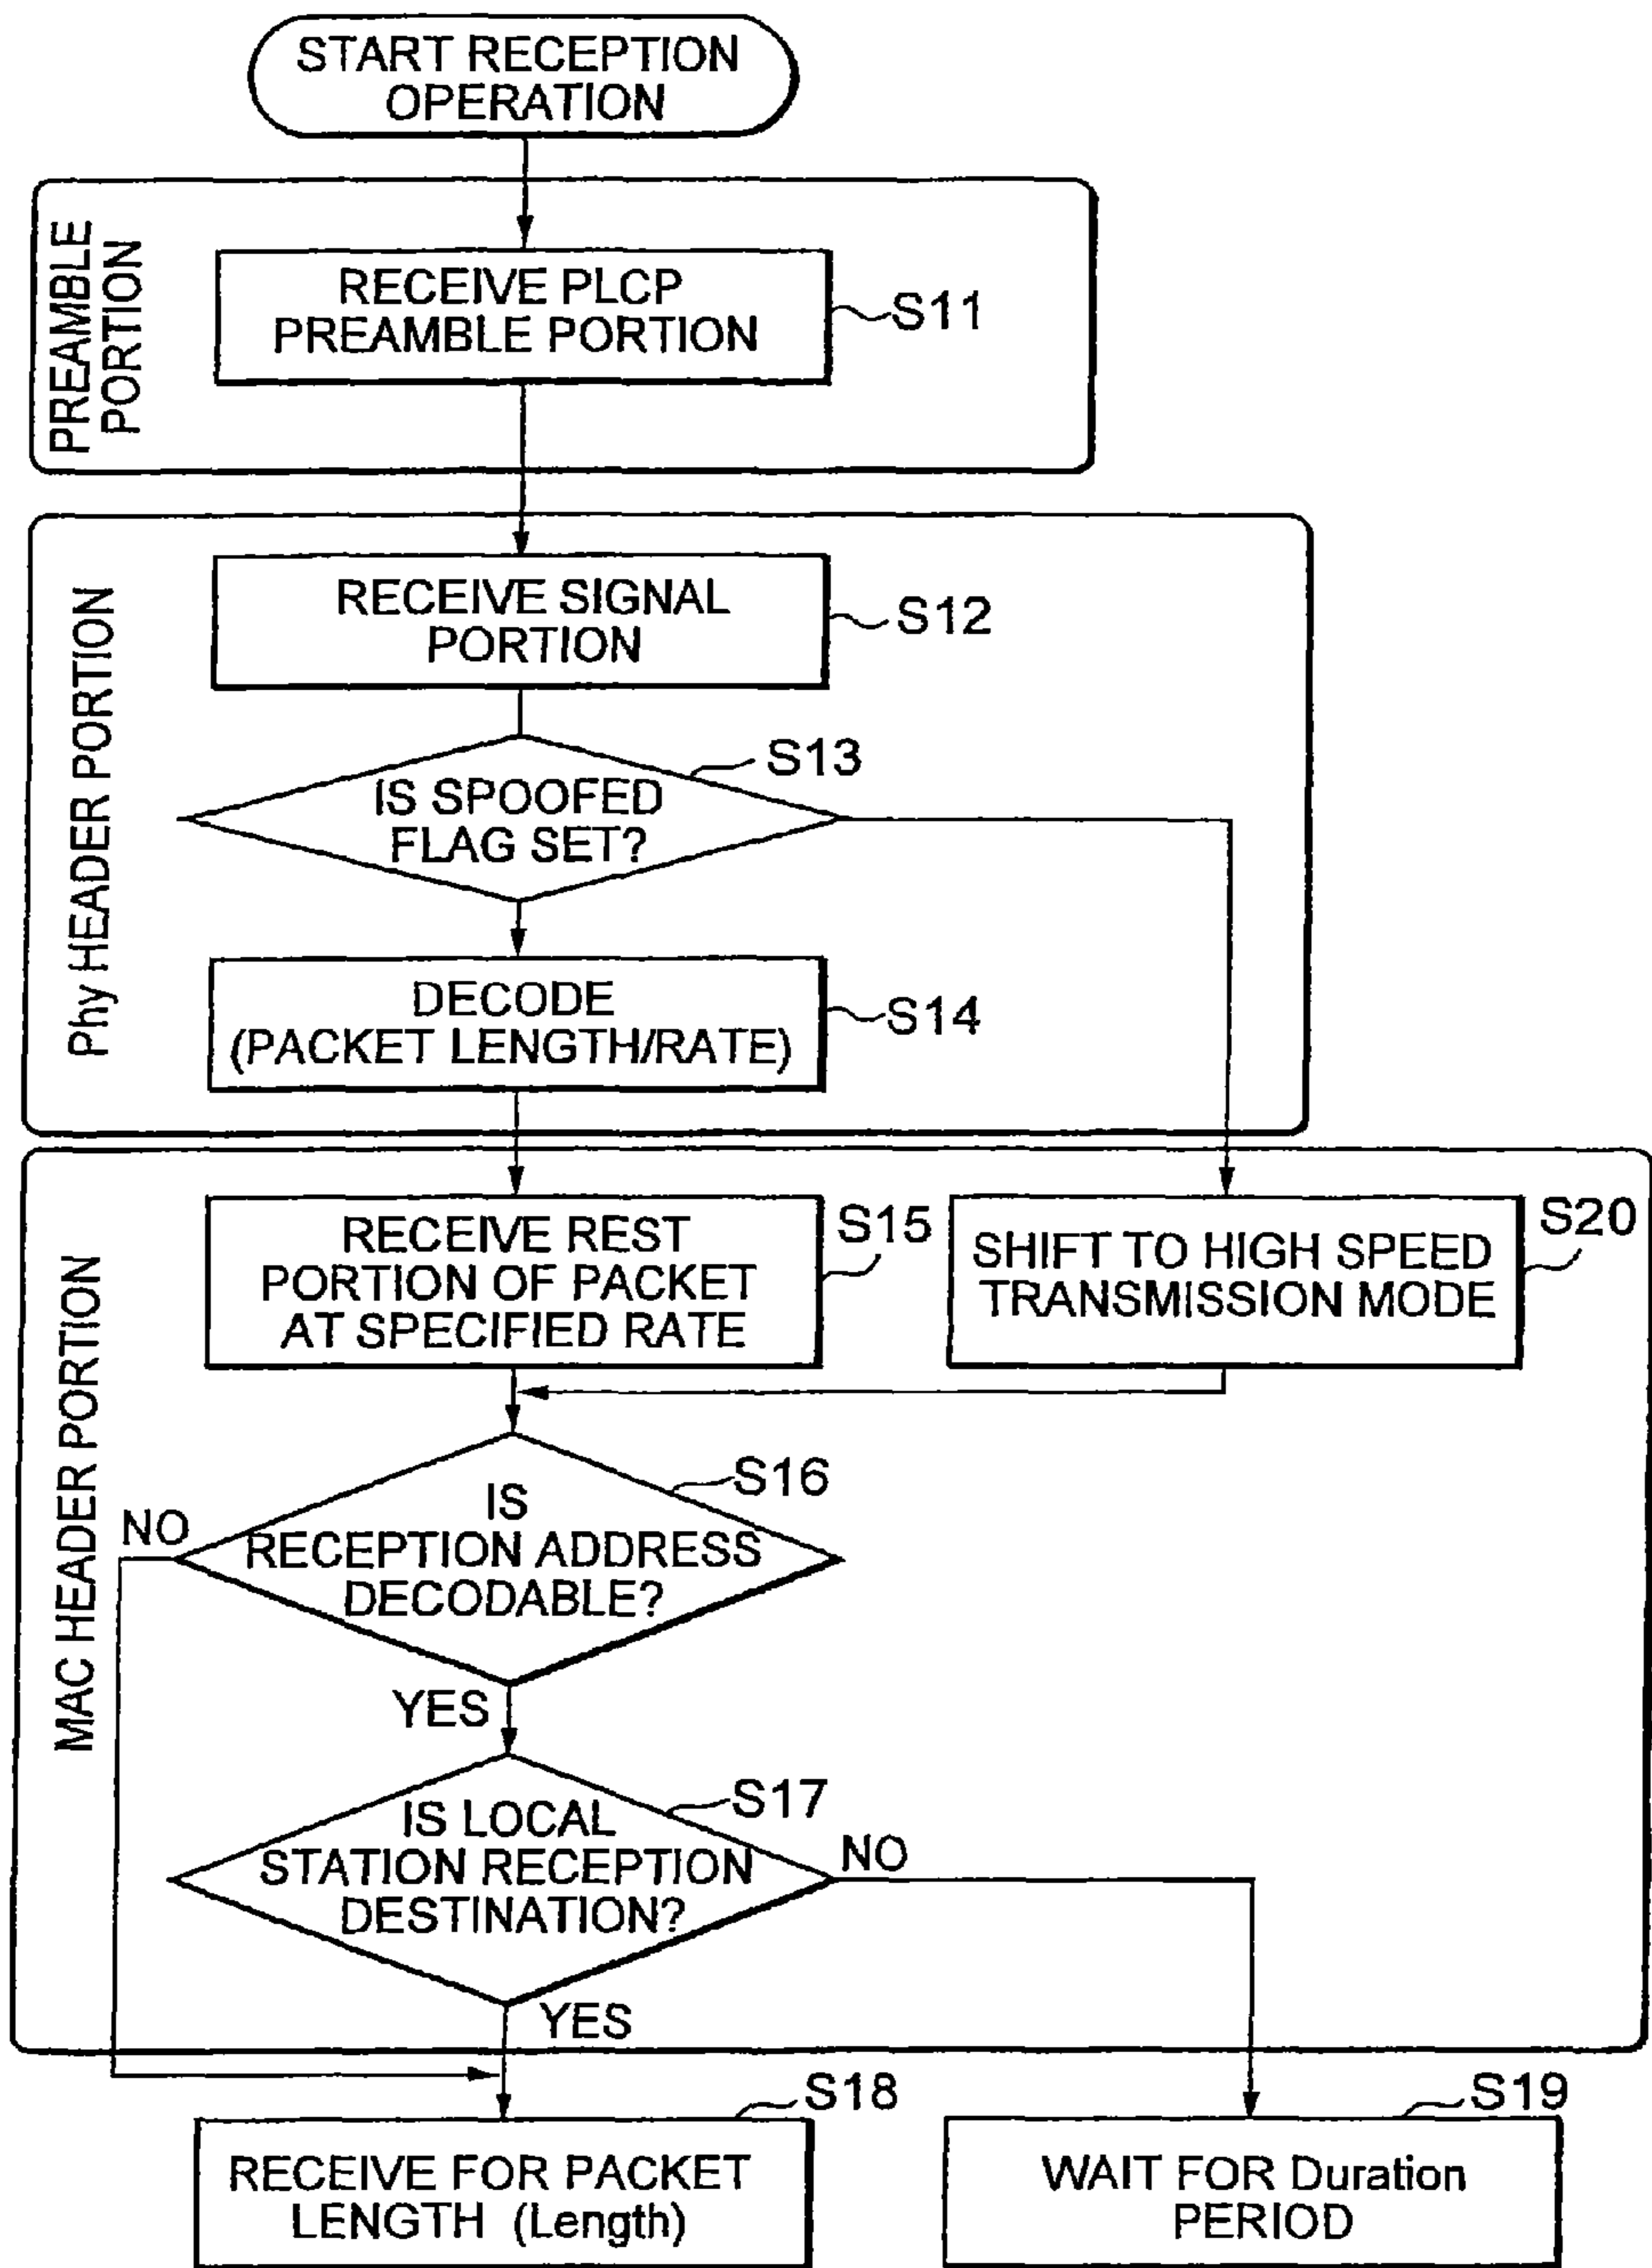 START RECEPTION
OPERATION
PREAMBLE
PORTION
RECEIVE PLCP
PREAMBLE PORTION
S11
Phy HEADER PORTION
RECEIVE SIGNAL
PORTION
S12
S13
IS SPOOFED
FLAG SET?
DECODE
(PACKET LENGTH/RATE)
S14
MAC HEADER PORTION
RECEIVE REST
PORTION OF PACKET
AT SPECIFIED RATE
S15
SHIFT TO HIGH SPEED
TRANSMISSION MODE
S20
S16
IS
RECEPTION ADDRESS
DECODABLE?
NO
YES
S17
IS LOCAL
STATION RECEPTION
DESTINATION?
NO
YES
S18
RECEIVE FOR PACKET
LENGTH (Length)
S19
WAIT FOR Duration
PERIOD